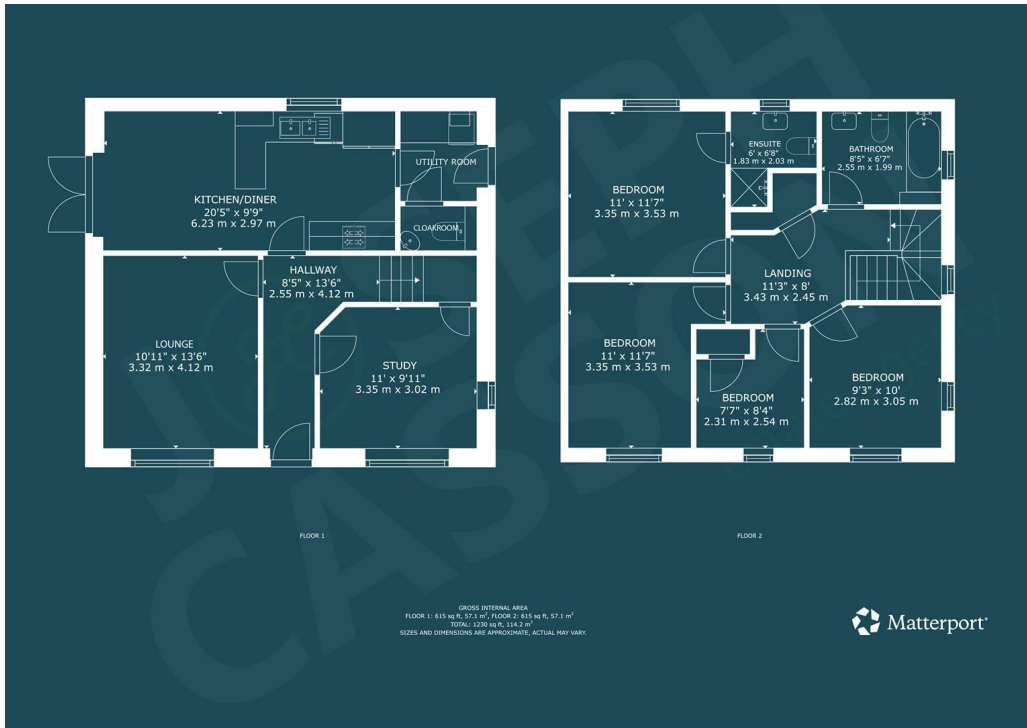 KITCHEN/DINER
20'5" x 9'9"
6.23 m x 2.97 m
UTILITY ROOM
CLOAKROOM
HALLWAY
8'5" x 13'6"
2.55 m x 4.12 m
LOUNGE
10'11" x 13'6"
3.32 m x 4.12 m
STUDY
11' x 9'11"
3.35 m x 3.02 m
FLOOR 1
BEDROOM
11' x 11'7"
3.35 m x 3.53 m
ENSUITE
6' x 6'8"
1.83 m x 2.03 m
BATHROOM
8'5" x 6'7"
2.55 m x 1.99 m
LANDING
11'3" x 8'
3.43 m x 2.45 m
BEDROOM
11' x 11'7"
3.35 m x 3.53 m
BEDROOM
7'7" x 8'4"
2.31 m x 2.54 m
BEDROOM
9'3" x 10'
2.82 m x 3.05 m
FLOOR 2
GROSS INTERNAL AREA
FLOOR 1: 615 sq ft, 57.1 m², FLOOR 2: 615 sq ft, 57.1 m²
TOTAL: 1230 sq ft, 114.2 m²
SIZES AND DIMENSIONS ARE APPROXIMATE, ACTUAL MAY VARY.
Matterport®
JOSEPH
CASSON